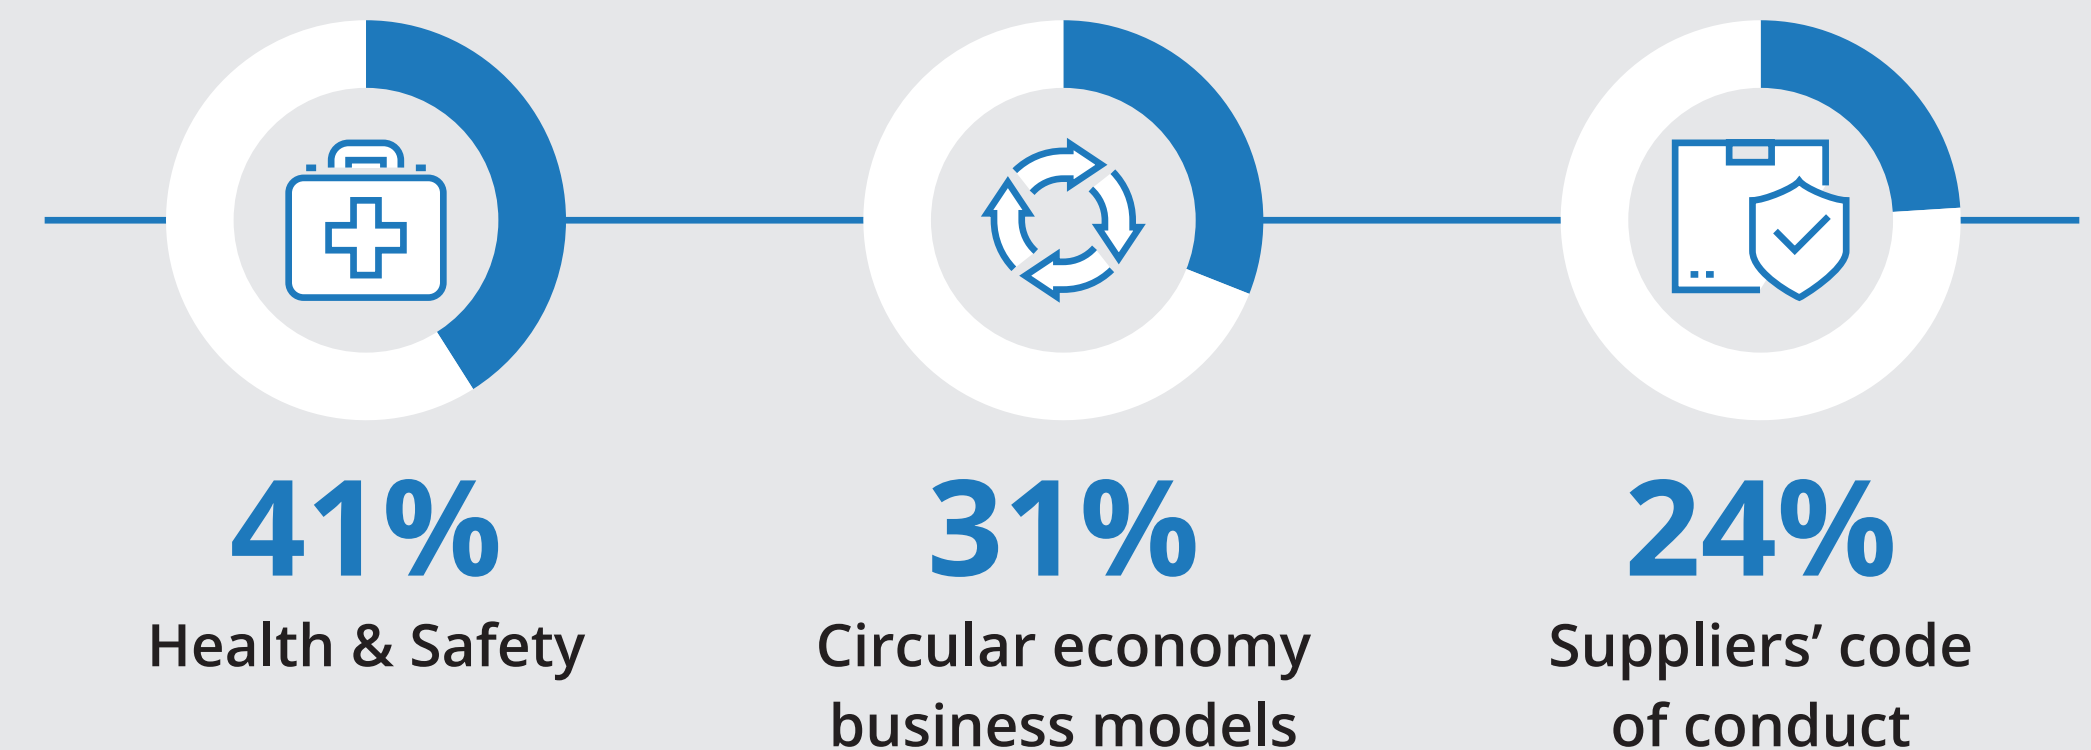 41%
31%
24%
Health & Safety
Circular economy
business models
Suppliers’ code
of conduct